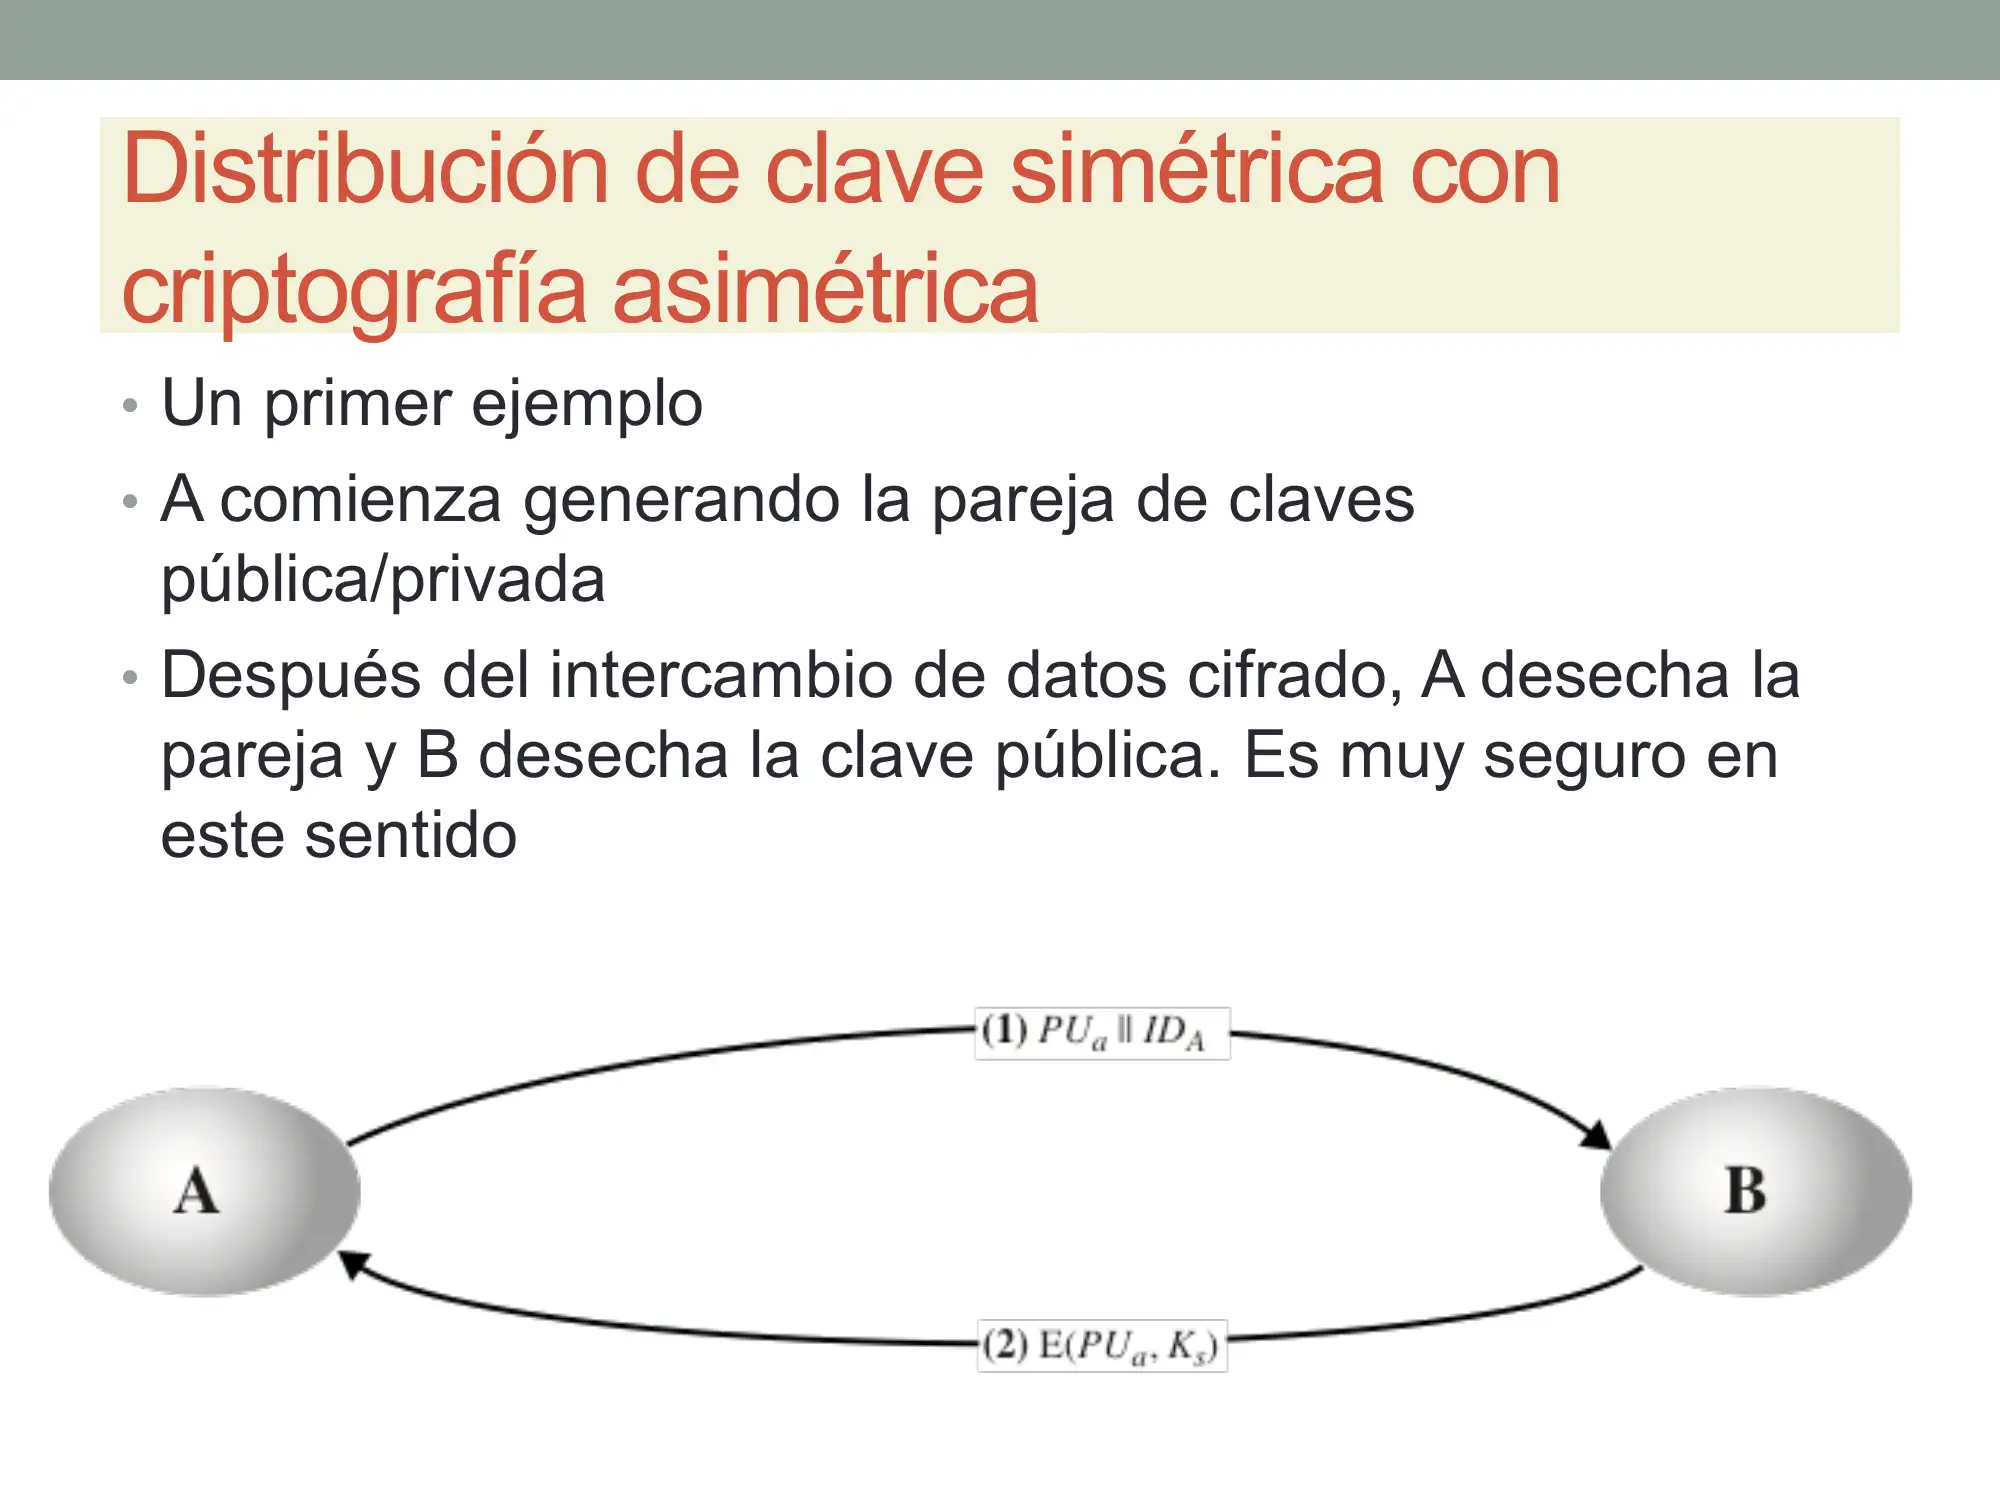 Distribución de clave simétrica con
criptografía asimétrica
• Un primer ejemplo
• A comienza generando la pareja de claves
pública/privada
• Después del intercambio de datos cifrado, A desecha la
pareja y B desecha la clave pública. Es muy seguro en
este sentido
(1) PUa || IDA
A
B
(2) E(PUa, Ks)